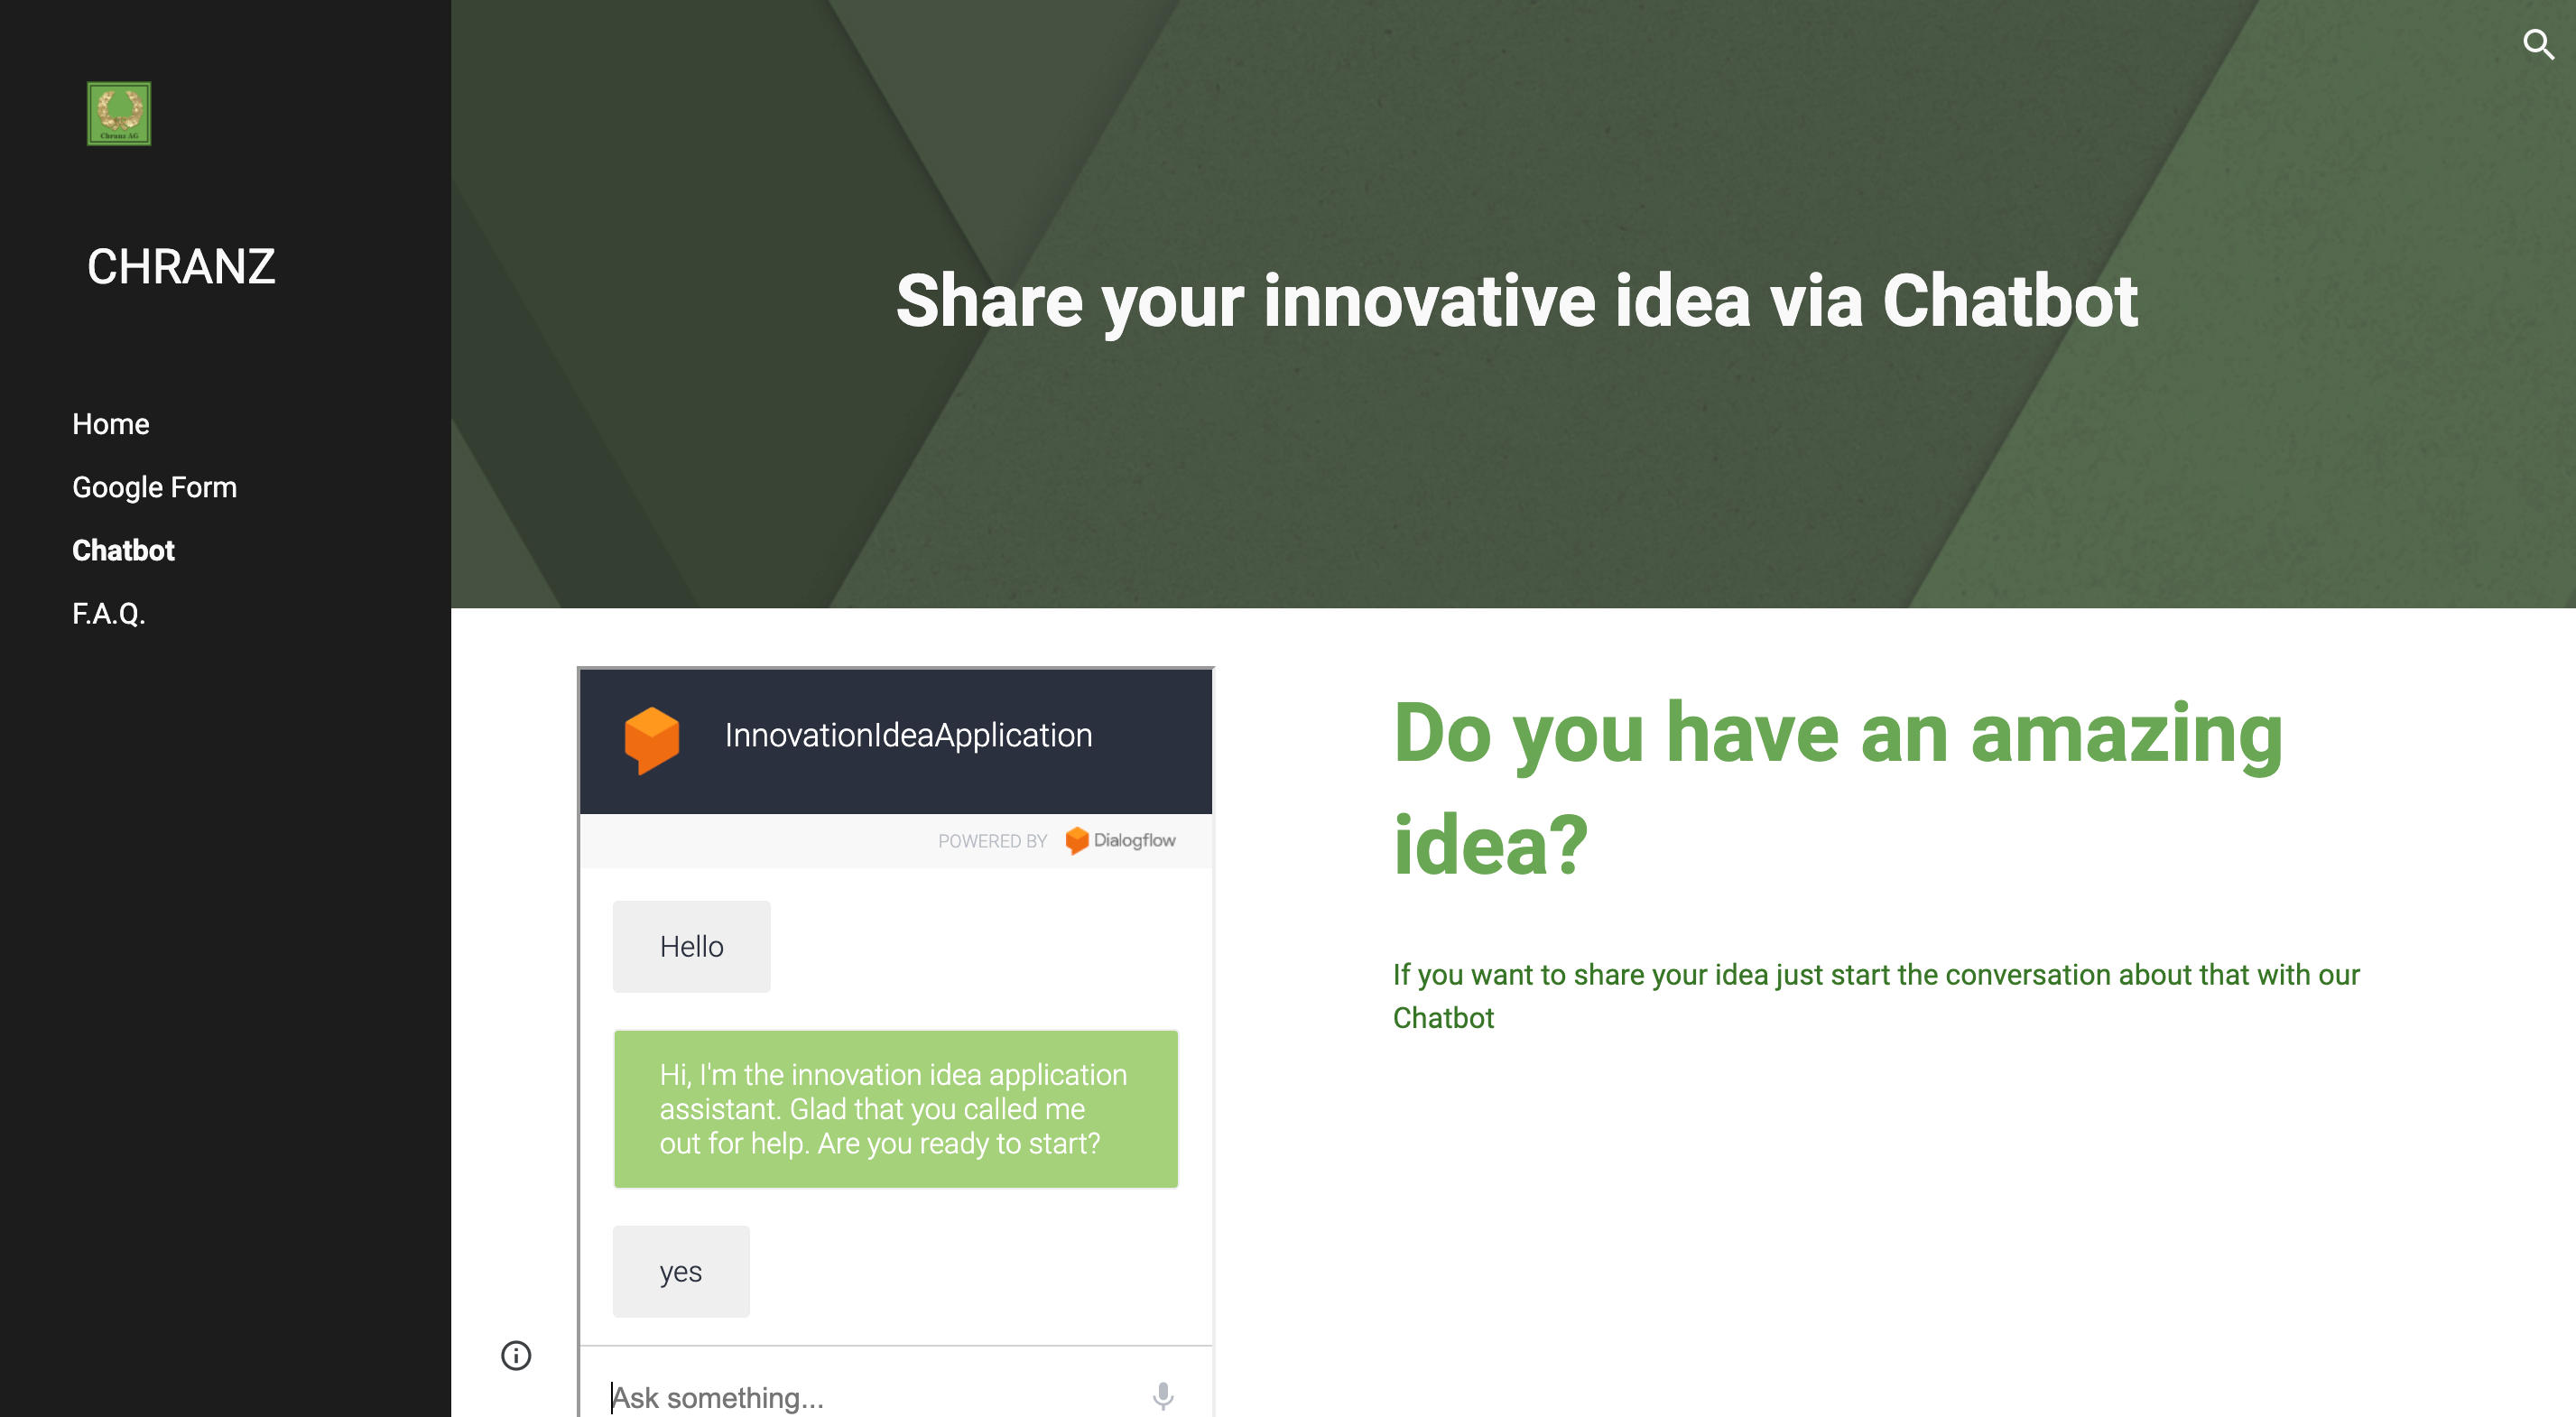 Chranz AG
CHRANZ
Home
Google Form
Chatbot
F.A.Q.
Share your innovative idea via Chatbot
InnovationIdeaApplication
POWERED BY Dialogflow
Hello
Hi, I'm the innovation idea application
assistant. Glad that you called me
out for help. Are you ready to start?
yes
Ask something...
Do you have an amazing
idea?
If you want to share your idea just start the conversation about that with our
Chatbot